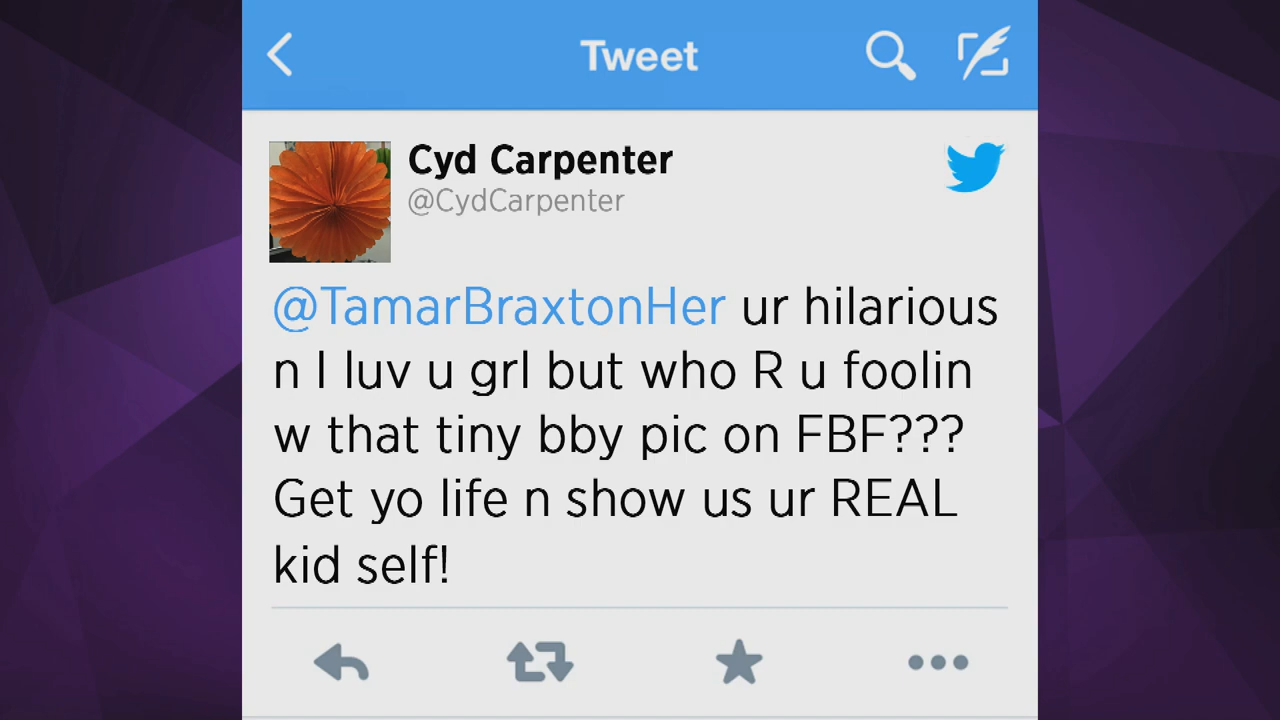 Tweet
Cyd Carpenter
@CydCarpenter
@TamarBraxtonHer ur hilarious
n I luv u grl but who R u foolin
w that tiny bby pic on FBF???
Get yo life n show us ur REAL
kid self!